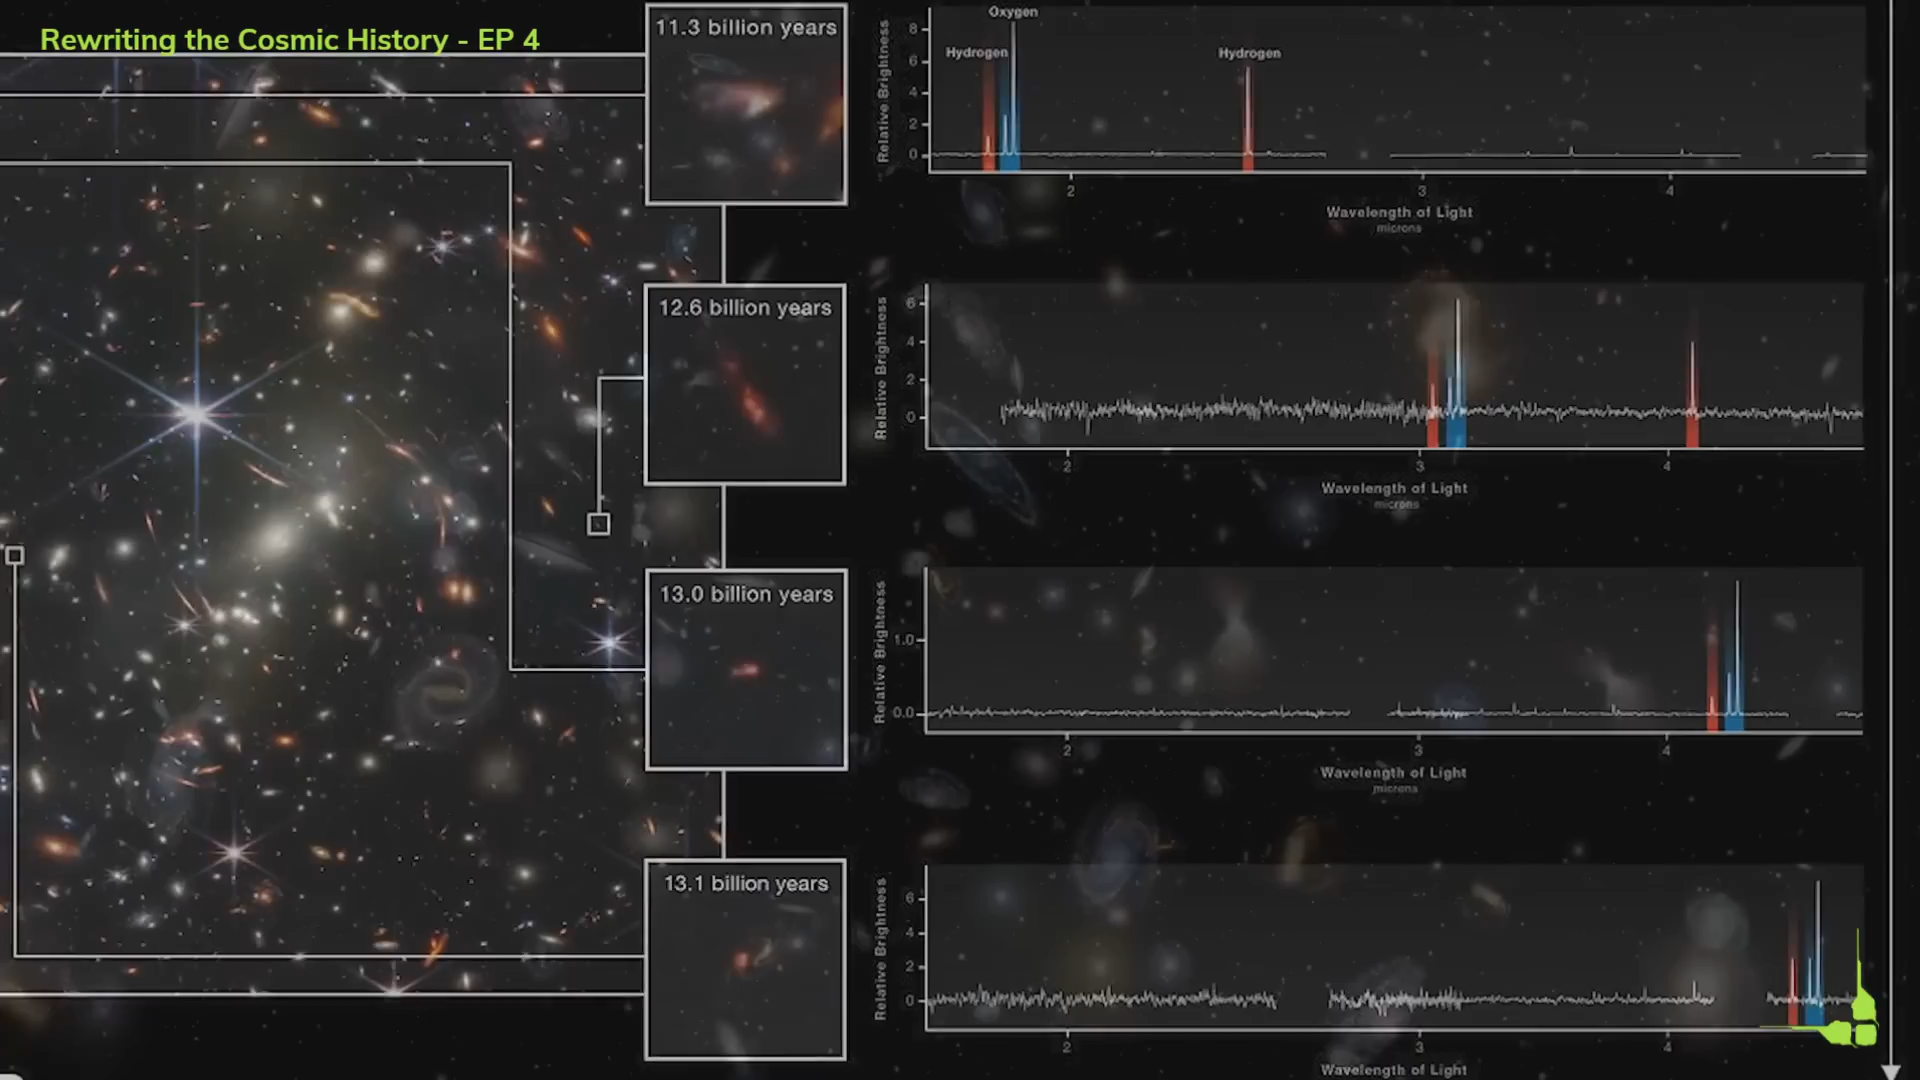 Rewriting the Cosmic History - EP 4
11.3 billion years
Relative Brightness
8
6
4
2
0
Oxygen
Hydrogen
Hydrogen
2
3
4
Wavelength of Light
microns
12.6 billion years
Relative Brightness
6
4
2
0
2
3
4
Wavelength of Light
microns
13.0 billion years
Relative Brightness
1.0
0.0
2
3
4
Wavelength of Light
microns
13.1 billion years
Relative Brightness
6
4
2
0
2
3
4
Wavelength of Light